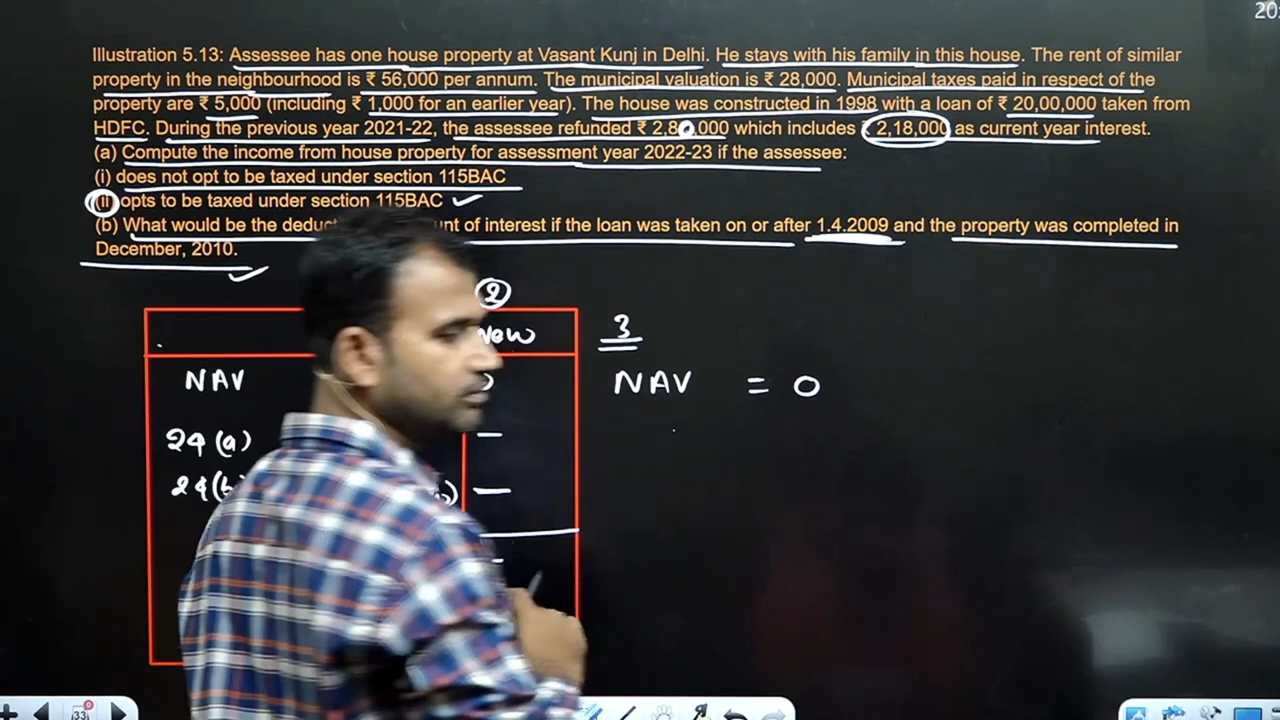 20:
Illustration 5.13: Assessee has one house property at Vasant Kunj in Delhi. He stays with his family in this house. The rent of similar
property in the neighbourhood is ₹ 56,000 per annum. The municipal valuation is ₹ 28,000. Municipal taxes paid in respect of the
property are ₹ 5,000 (including ₹ 1,000 for an earlier year). The house was constructed in 1998 with a loan of ₹ 20,00,000 taken from
HDFC. During the previous year 2021-22, the assessee refunded ₹ 2,80,000 which includes ₹ 2,18,000 as current year interest.
(a) Compute the income from house property for assessment year 2022-23 if the assessee:
(i) does not opt to be taxed under section 115BAC
(ii) opts to be taxed under section 115BAC
(b) What would be the of interest if the loan was taken on or after 1.4.2009 and the property was completed in
December, 2010.
2
New 3
NAV NAV = 0
24 (a) —
—
33
0